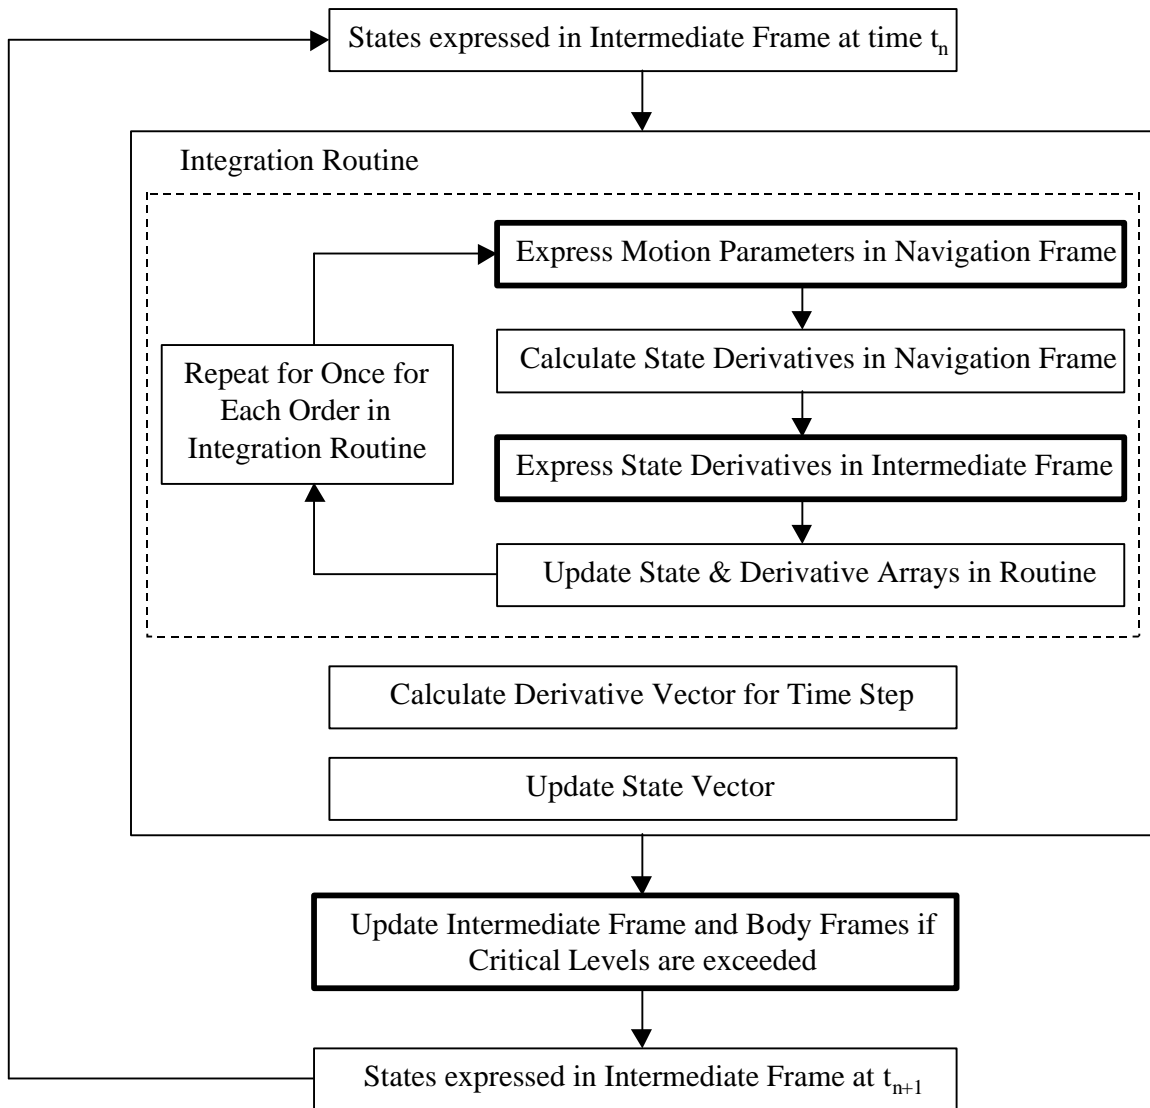 States expressed in Intermediate Frame at time tₙ
Integration Routine
Express Motion Parameters in Navigation Frame
Calculate State Derivatives in Navigation Frame
Repeat for Once for
Each Order in
Integration Routine
Express State Derivatives in Intermediate Frame
Update State & Derivative Arrays in Routine
Calculate Derivative Vector for Time Step
Update State Vector
Update Intermediate Frame and Body Frames if
Critical Levels are exceeded
States expressed in Intermediate Frame at tₙ₊₁